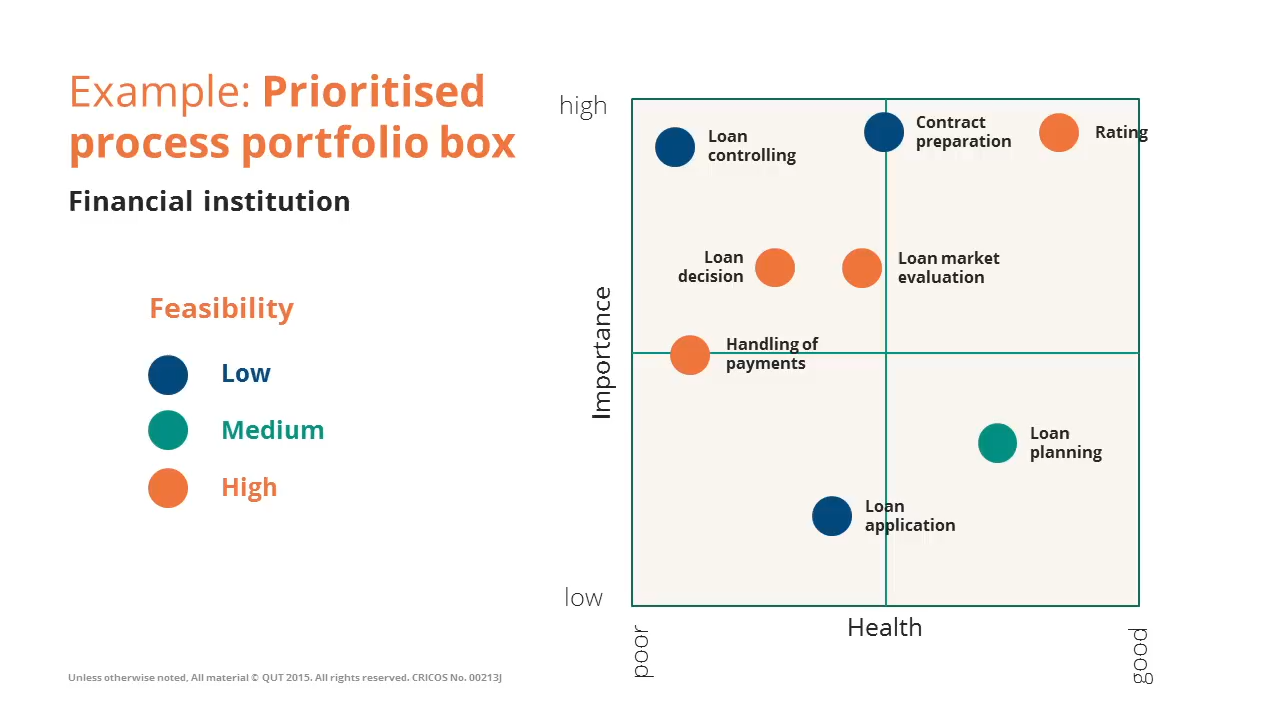 Example: Prioritised
process portfolio box
Financial institution
Feasibility
Low
Medium
High
high
Importance
low
Loan
controlling
Contract
preparation
Rating
Loan
decision
Loan market
evaluation
Handling of
payments
Loan
planning
Loan
application
poor
Health
good
Unless otherwise noted, All material © QUT 2015. All rights reserved. CRICOS No. 00213J